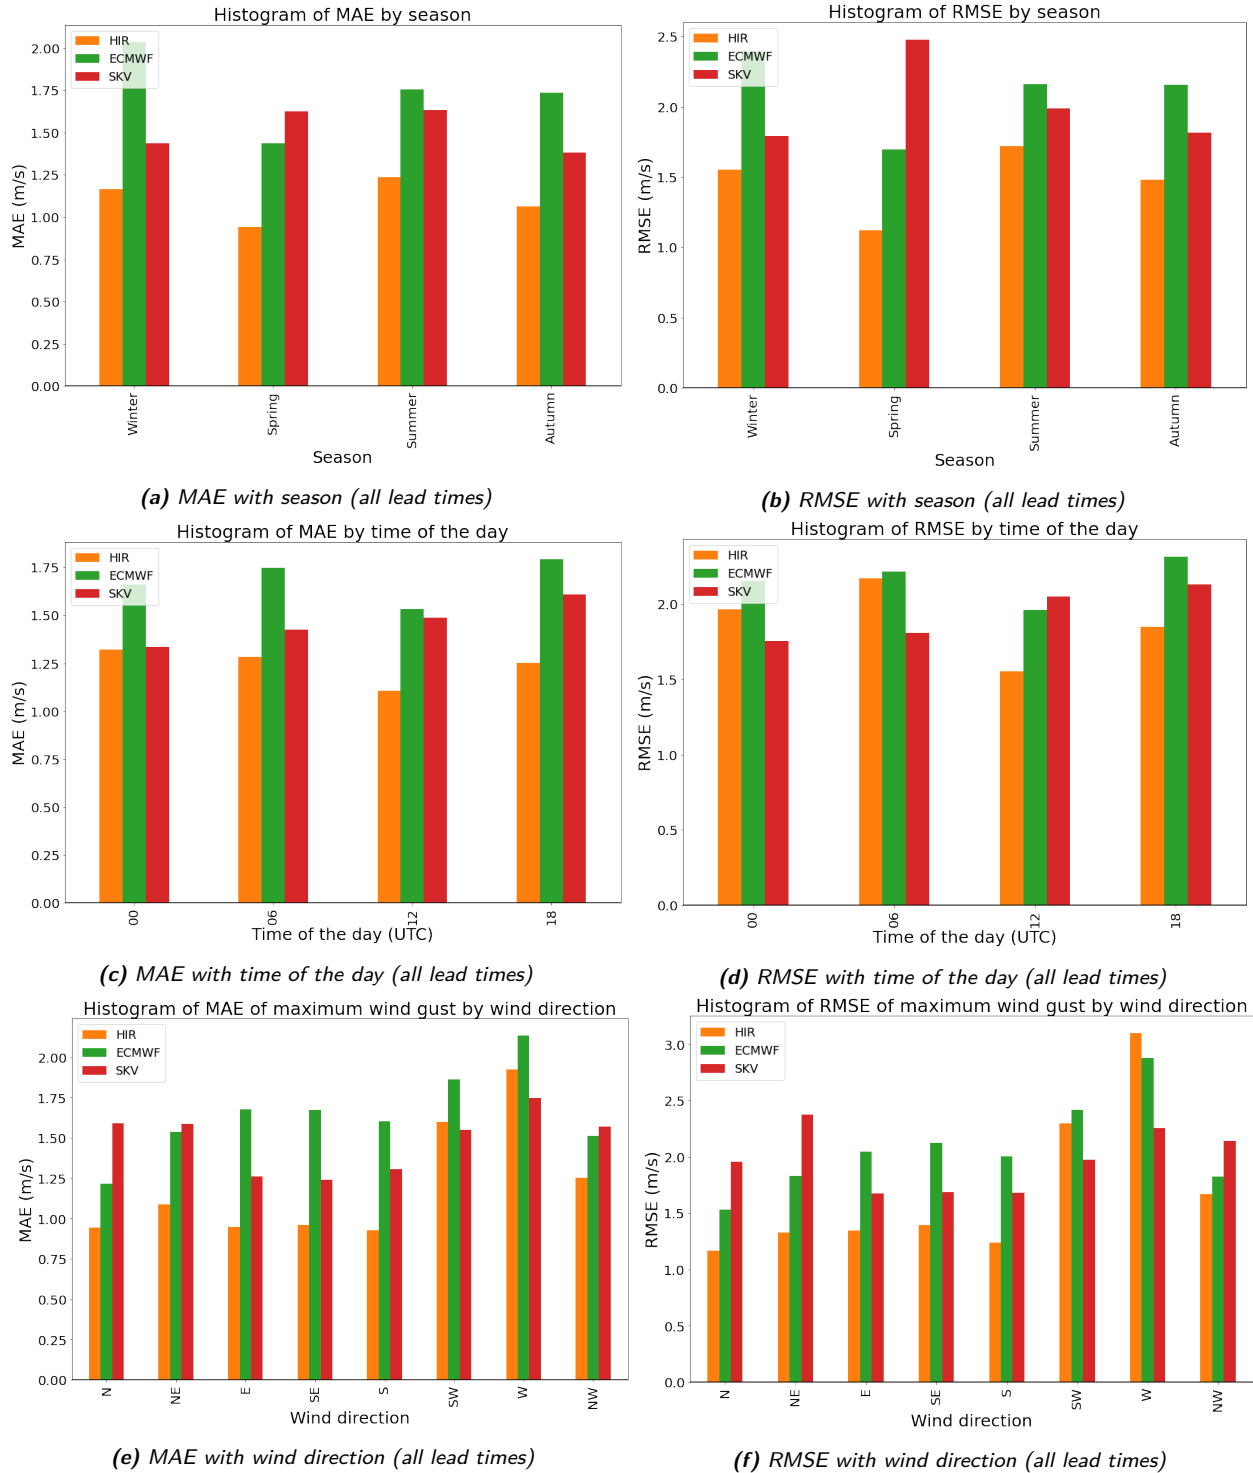 Histogram of MAE by season
HIR
ECMWF
SKV
MAE (m/s)
2.00
1.75
1.50
1.25
1.00
0.75
0.50
0.25
0.00
Winter
Spring
Summer
Autumn
Season
(a) MAE with season (all lead times)
Histogram of RMSE by season
HIR
ECMWF
SKV
RMSE (m/s)
2.5
2.0
1.5
1.0
0.5
0.0
Winter
Spring
Summer
Autumn
Season
(b) RMSE with season (all lead times)
Histogram of MAE by time of the day
HIR
ECMWF
SKV
MAE (m/s)
1.75
1.50
1.25
1.00
0.75
0.50
0.25
0.00
00
06
12
18
Time of the day (UTC)
(c) MAE with time of the day (all lead times)
Histogram of RMSE by time of the day
HIR
ECMWF
SKV
RMSE (m/s)
2.0
1.5
1.0
0.5
0.0
00
06
12
18
Time of the day (UTC)
(d) RMSE with time of the day (all lead times)
Histogram of MAE of maximum wind gust by wind direction
HIR
ECMWF
SKV
MAE (m/s)
2.00
1.75
1.50
1.25
1.00
0.75
0.50
0.25
0.00
N
NE
E
SE
S
SW
W
NW
Wind direction
(e) MAE with wind direction (all lead times)
Histogram of RMSE of maximum wind gust by wind direction
HIR
ECMWF
SKV
RMSE (m/s)
3.0
2.5
2.0
1.5
1.0
0.5
0.0
N
NE
E
SE
S
SW
W
NW
Wind direction
(f) RMSE with wind direction (all lead times)